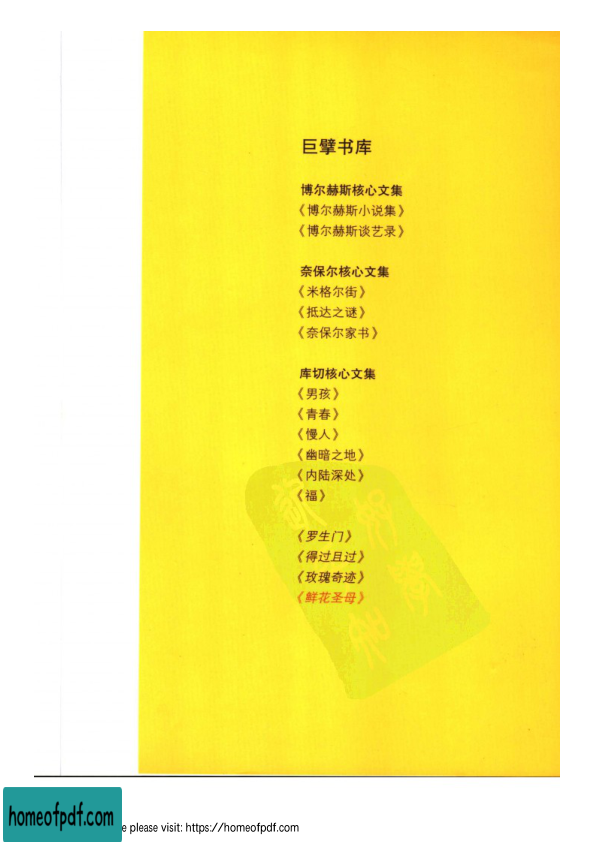 巨擘书库
博尔赫斯核心文集
《博尔赫斯小说集》
《博尔赫斯谈艺录》
奈保尔核心文集
《米格尔街》
《抵达之谜》
《奈保尔家书》
库切核心文集
《男孩》
《青春》
《慢人》
《幽暗之地》
《内陆深处》
《福》
《罗生门》
《得过且过》
《玫瑰奇迹》
《鲜花圣母》
homeofpdf.com
e please visit: https://homeofpdf.com